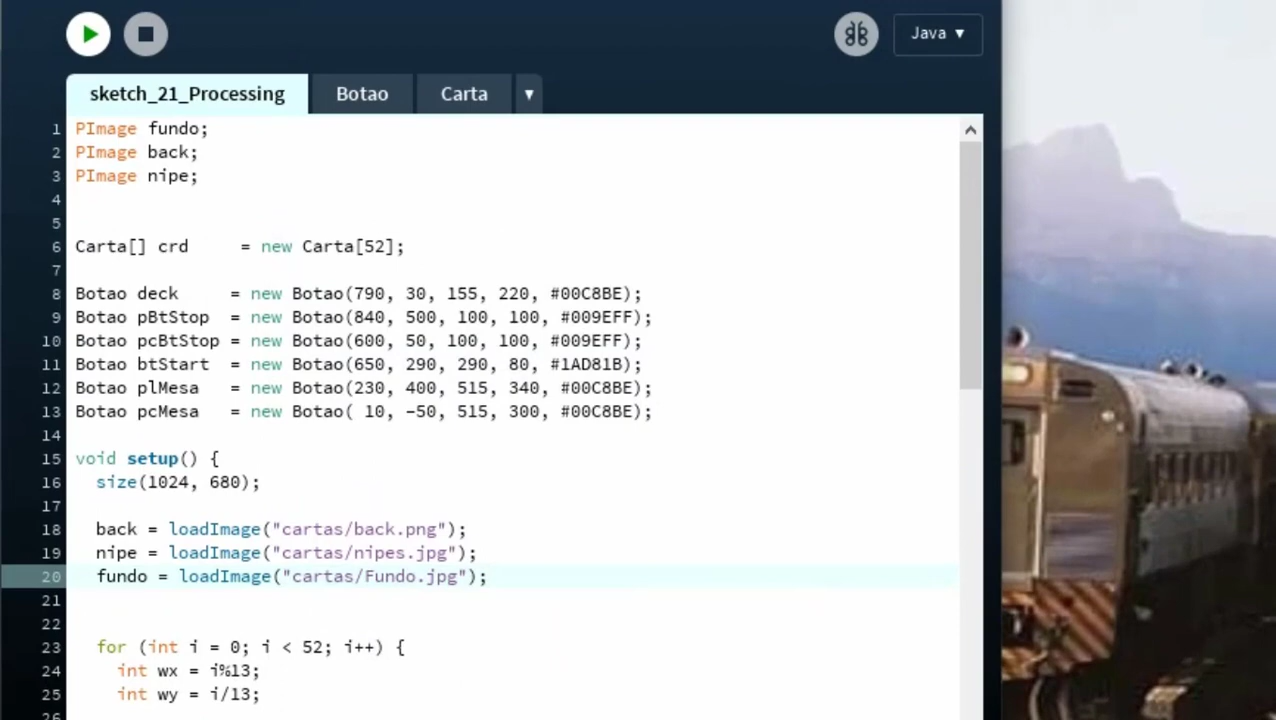 Java ▼
sketch_21_Processing Botao Carta ▼
1 PImage fundo;
2 PImage back;
3 PImage nipe;
4
5
6 Carta[] crd     = new Carta[52];
7
8 Botao deck     = new Botao(790, 30, 155, 220, #00C8BE);
9 Botao pBtStop  = new Botao(840, 500, 100, 100, #009EFF);
10 Botao pcBtStop = new Botao(600, 50, 100, 100, #009EFF);
11 Botao btStart  = new Botao(650, 290, 290, 80, #1AD81B);
12 Botao plMesa   = new Botao(230, 400, 515, 340, #00C8BE);
13 Botao pcMesa   = new Botao( 10, -50, 515, 300, #00C8BE);
14
15 void setup() {
16   size(1024, 680);
17
18   back = loadImage("cartas/back.png");
19   nipe = loadImage("cartas/nipes.jpg");
20   fundo = loadImage("cartas/Fundo.jpg");
21
22
23   for (int i = 0; i < 52; i++) {
24     int wx = i%13;
25     int wy = i/13;